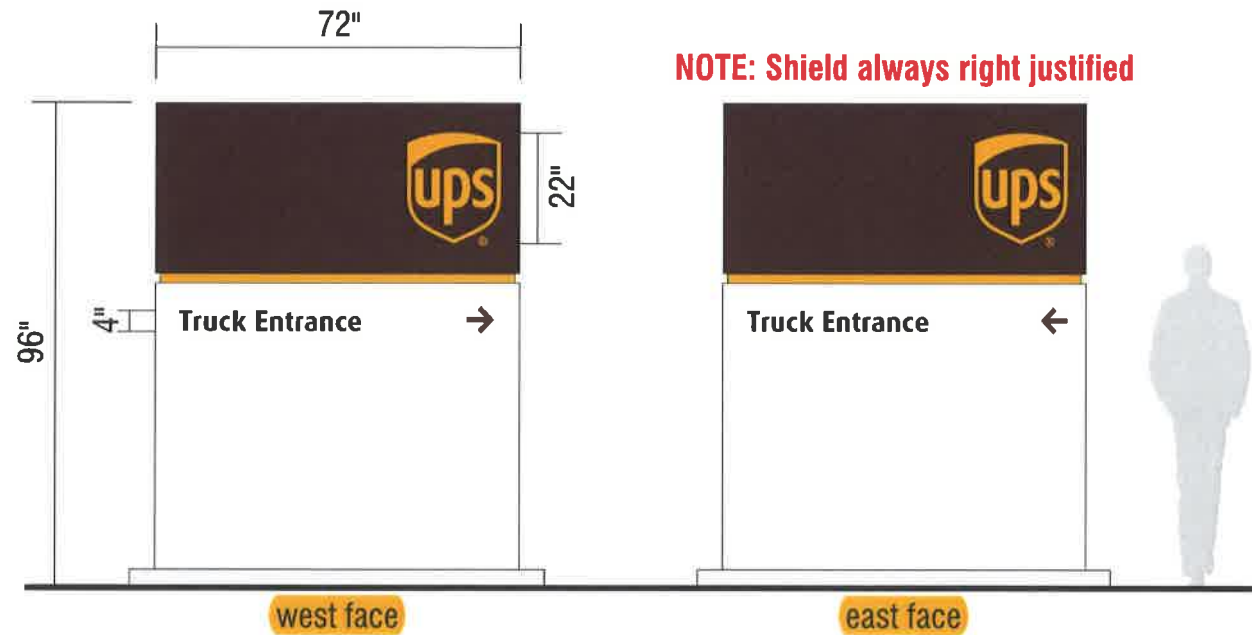 72"
NOTE: Shield always right justified
ups
®
22"
ups
®
96"
4"
Truck Entrance →
Truck Entrance ←
west face
east face